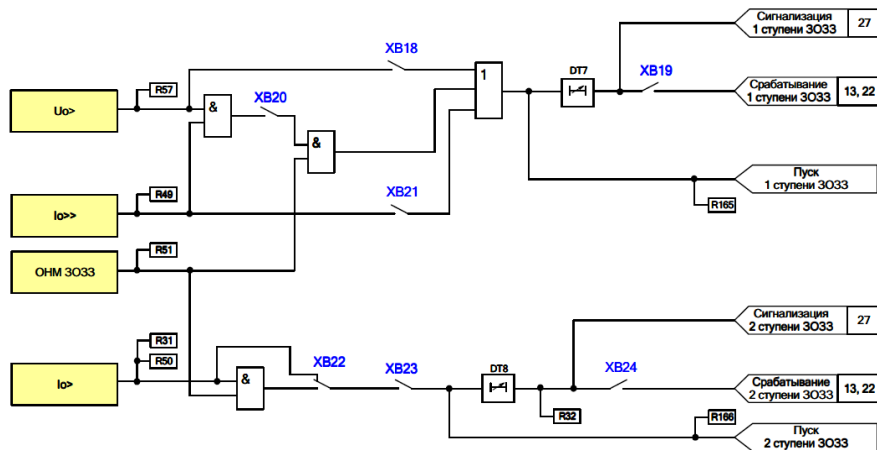 Сигнализация
1 ступени ЗОЗЗ
27
XB18
R57
DT7
XB19
1
Срабатывание
1 ступени ЗОЗЗ
13, 22
Uo>
&
XB20
&
Пуск
1 ступени ЗОЗЗ
XB21
R49
R165
Io>>
R51
ОНМ ЗОЗЗ
Сигнализация
2 ступени ЗОЗЗ
27
R31
R50
XB22
XB23
DT8
XB24
Io>
&
Срабатывание
2 ступени ЗОЗЗ
13, 22
R32
R166
Пуск
2 ступени ЗОЗЗ